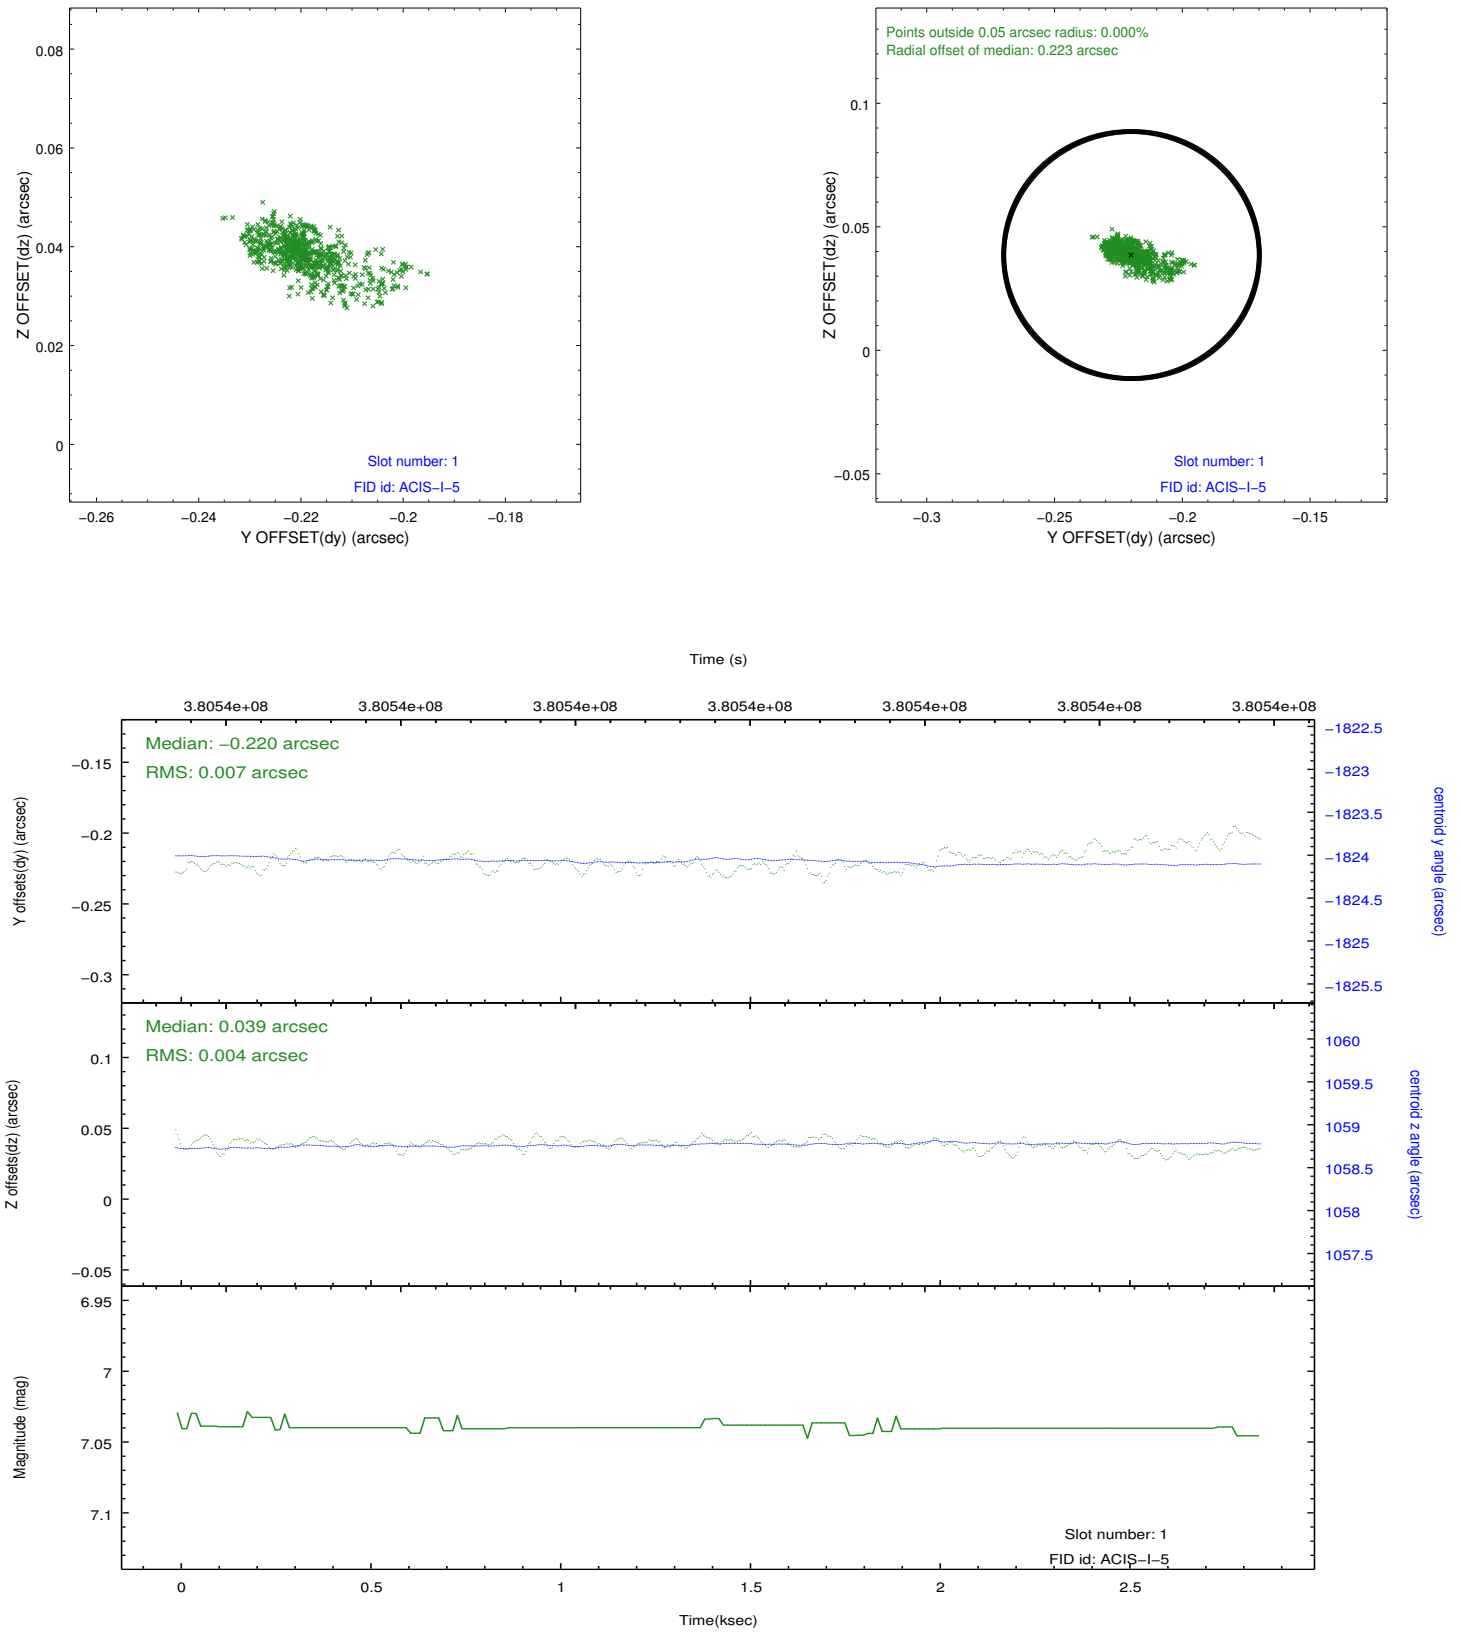 0.08
0.06
0.04
0.02
0
Z OFFSET(dz) (arcsec)
Slot number: 1
FID id: ACIS−I−5
−0.26 −0.24 −0.22 −0.2 −0.18
Y OFFSET(dy) (arcsec)
Points outside 0.05 arcsec radius: 0.000%
Radial offset of median: 0.223 arcsec
0.1
0.05
0
−0.05
Z OFFSET(dz) (arcsec)
Slot number: 1
FID id: ACIS−I−5
−0.3 −0.25 −0.2 −0.15
Y OFFSET(dy) (arcsec)
Time (s)
3.8054e+08 3.8054e+08 3.8054e+08 3.8054e+08 3.8054e+08 3.8054e+08 3.8054e+08
Median: −0.220 arcsec
RMS: 0.007 arcsec
−0.15
−0.2
−0.25
−0.3
Y offsets(dy) (arcsec)
−1822.5
−1823
−1823.5
−1824
−1824.5
−1825
−1825.5
centroid y angle (arcsec)
Median: 0.039 arcsec
RMS: 0.004 arcsec
0.1
0.05
0
−0.05
Z offsets(dz) (arcsec)
1060
1059.5
1059
1058.5
1058
1057.5
centroid z angle (arcsec)
6.95
7
7.05
7.1
Magnitude (mag)
Slot number: 1
FID id: ACIS−I−5
0 0.5 1 1.5 2 2.5
Time(ksec)